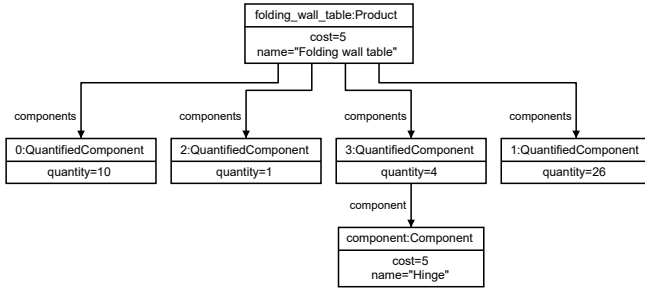 folding_wall_table:Product
cost=5
name="Folding wall table"
components
components
components
components
0:QuantifiedComponent
quantity=10
2:QuantifiedComponent
quantity=1
3:QuantifiedComponent
quantity=4
1:QuantifiedComponent
quantity=26
component
component:Component
cost=5
name="Hinge"